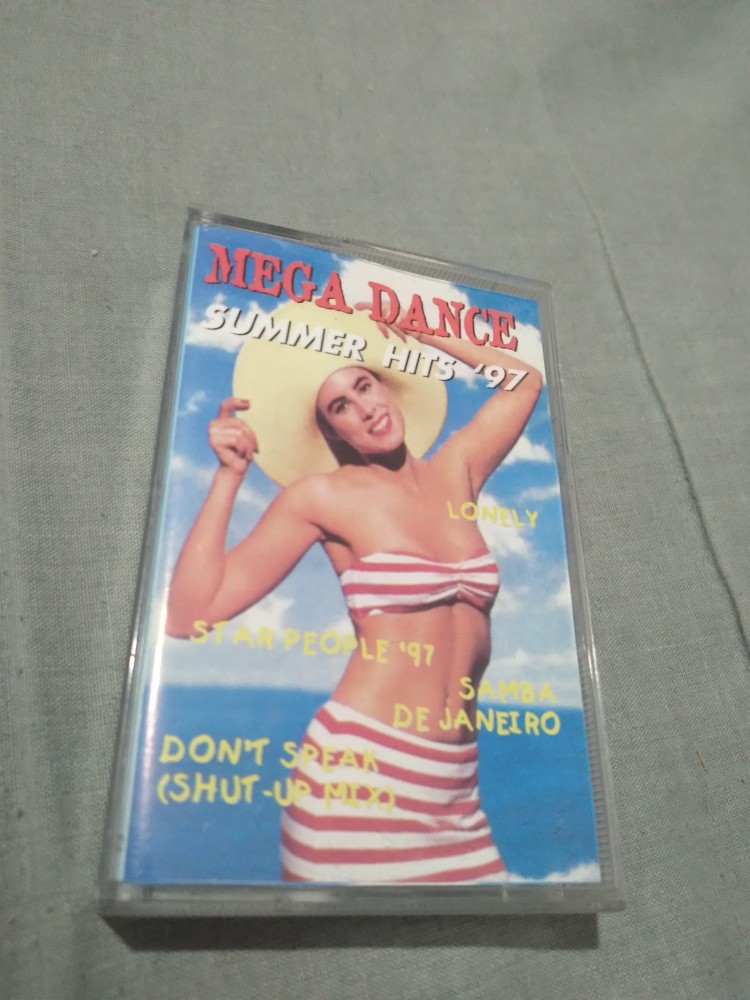 MEGA DANCE
SUMMER HITS '97
LONELY
STAR PEOPLE '97
SAMBA
DE JANEIRO
DON'T SPEAK
(SHUT-UP MIX)